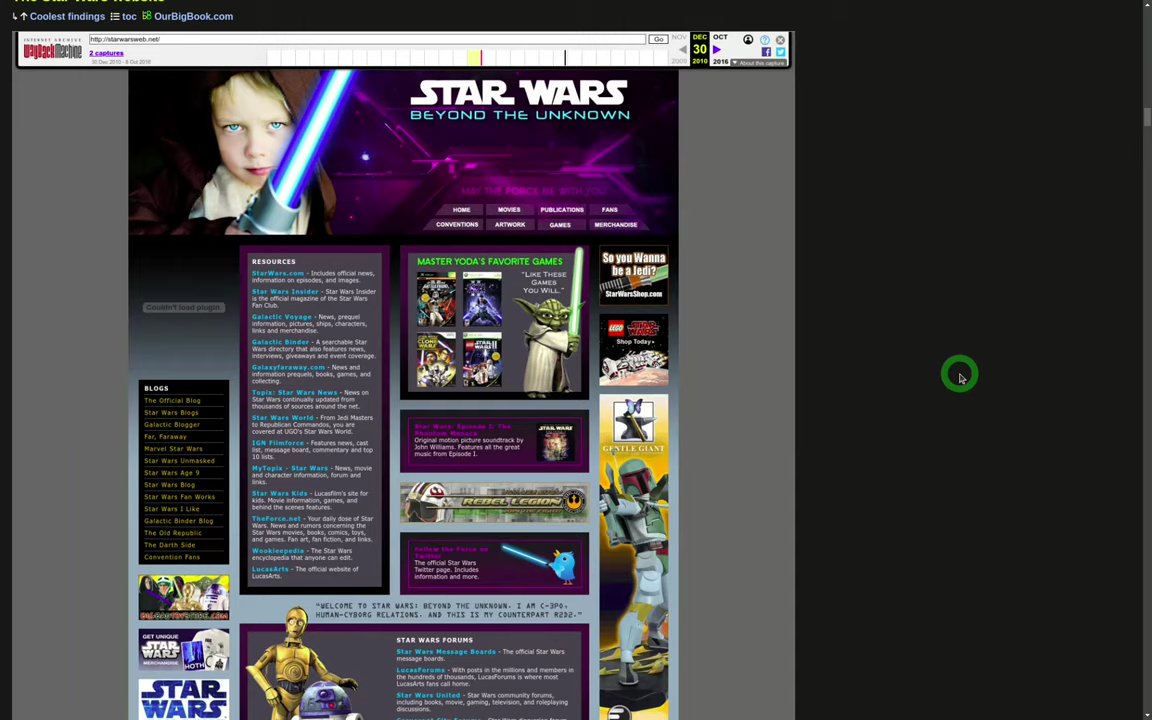 The Star Wars Website
Coolest findings toc OurBigBook.com
INTERNET ARCHIVE
WayBackMachine
http://starwarsweb.net/
Go
NOV
DEC
OCT
2 captures
30 Dec 2010 - 8 Oct 2016
30
2009
2010
2016
About this capture
STAR WARS
BEYOND THE UNKNOWN
MAY THE FORCE BE WITH YOU
HOME MOVIES PUBLICATIONS FANS
CONVENTIONS ARTWORK GAMES MERCHANDISE
Couldn't load plugin.
BLOGS
The Official Blog
Star Wars Blogs
Galactic Blogger
Far, Faraway
Marvel Star Wars
Star Wars Unmasked
Star Wars Age 9
Star Wars Blog
Star Wars Fan Works
Star Wars I Like
Galactic Binder Blog
The Old Republic
The Darth Side
Convention Fans
GET UNIQUE
STAR WARS
MERCHANDISE
HOTH
STAR WARS
RESOURCES
StarWars.com - Includes official news,
information on episodes, and images.
Star Wars Insider - Star Wars Insider
is the official magazine of the Star Wars
Fan Club.
Galactic Voyage - News, prequel
information, pictures, ships, characters,
links and merchandise.
Galactic Binder - A searchable Star
Wars directory that also features news,
interviews, giveaways and event coverage.
Galaxyfaraway.com - News and
information prequels, books, games, and
collecting.
Topix: Star Wars News - News on
Star Wars continually updated from
thousands of sources around the net.
Star Wars World - From Jedi Masters
to Republican Commandos, you are
covered at UGO's Star Wars World.
IGN Filmforce - Features news, cast
list, message board, commentary and top
10 lists.
MyTopia - Star Wars - News, movie
and character information, forum and
links.
Star Wars Kids - Lucasfilm's site for
kids. Movie information, games, and
behind the scenes features.
TheForce.net - Your daily dose of Star
Wars. News and rumors concerning the
Star Wars movies, books, comics, toys,
and games. Fan art, fan fiction, and links.
Wookieepedia - The Star Wars
encyclopedia that anyone can edit.
LucasArts - The official website of
LucasArts.
MASTER YODA'S FAVORITE GAMES
"LIKE THESE
GAMES
YOU WILL."
Star Wars: Episode I: The
Phantom Menace
Original motion picture soundtrack by
John Williams. Features all the great
music from Episode I.
REBEL LEGION
Follow the Force on
Twitter
The official Star Wars
Twitter page. Includes
information and more.
So you Wanna
be a Jedi?
StarWarsShop.com
LEGO STAR WARS
Shop Today
GENTLE GIANT
"WELCOME TO STAR WARS: BEYOND THE UNKNOWN. I AM C-3PO,
HUMAN-CYBORG RELATIONS. AND THIS IS MY COUNTERPART R2D2."
STAR WARS FORUMS
Star Wars Message Boards - The official Star Wars
message boards.
LucasForums - With posts in the millions and members in
the hundreds of thousands, LucasForums is where most
LucasArts fans call home.
Star Wars United - Star Wars community forums,
including books, movie, gaming, television, and roleplaying
discussions.